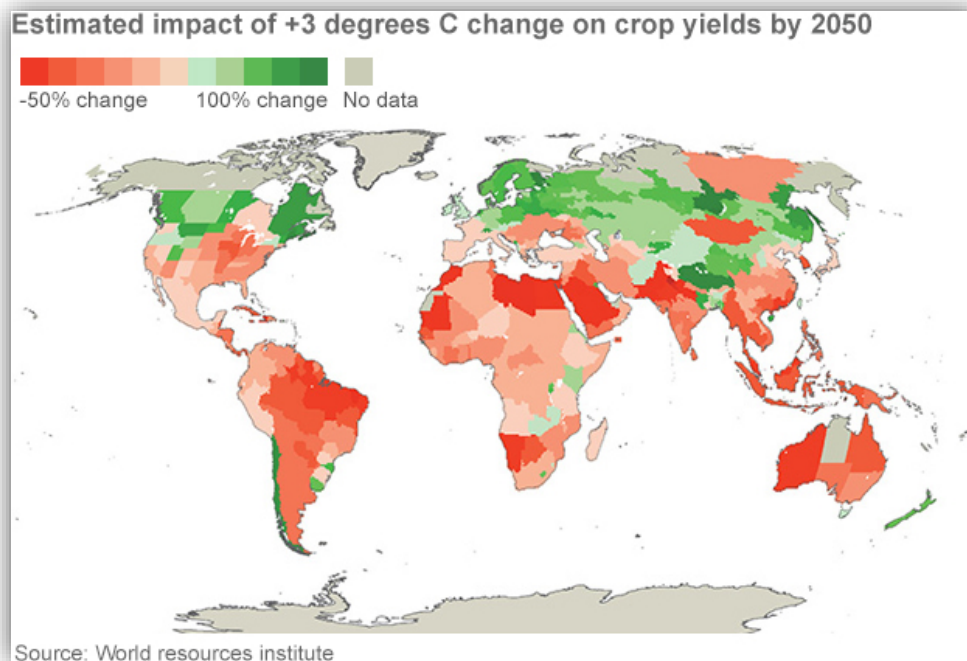 Estimated impact of +3 degrees C change on crop yields by 2050
-50% change 100% change No data
Source: World resources institute